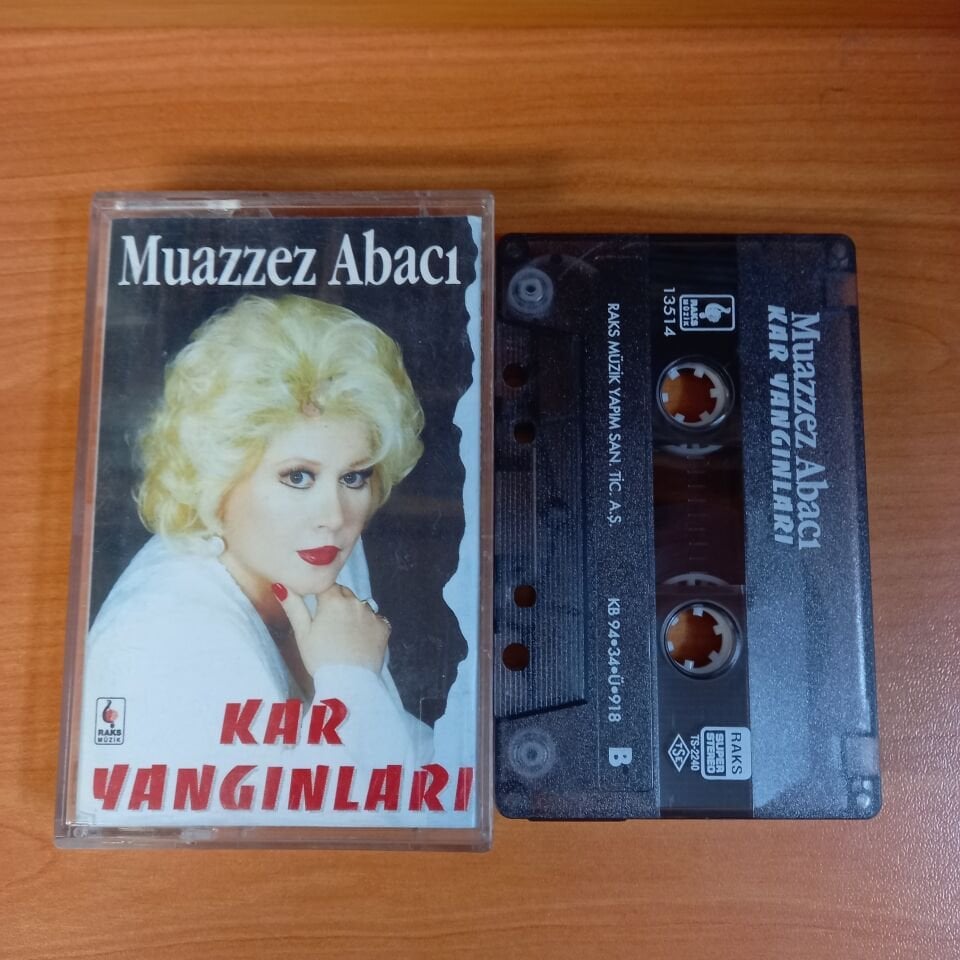 Muazzez Abacı
RAKS
MÜZİK
KAR
YANGINLARI
Muazzez Abacı
KAR YANGINLARI
RAKS
MÜZİK
13514
RAKS MÜZİK YAPIM SAN. TİC. A.Ş.
KB 94•34•Ü•918
B
RAKS
SUPER
STEREO
TS-2240
TSE